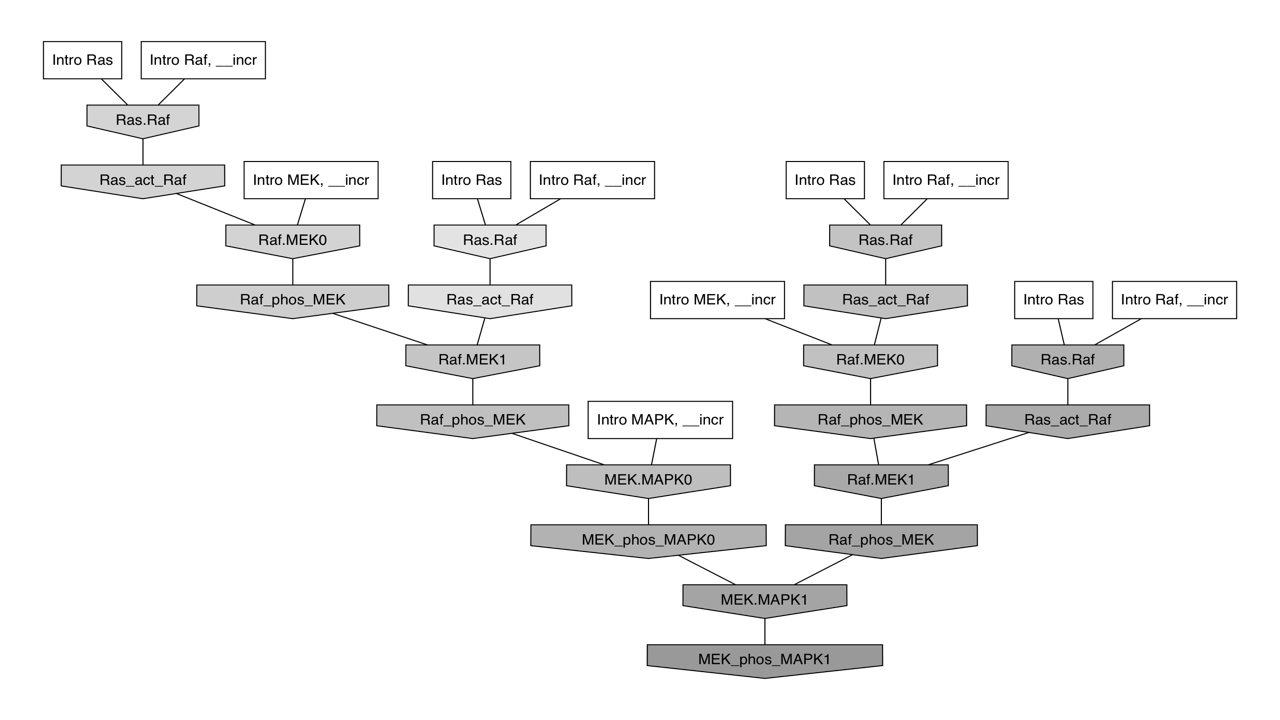 Intro Ras
Intro Raf, __incr
Ras.Raf
Ras_act_Raf
Intro MEK, __incr
Intro Ras
Intro Raf, __incr
Intro Ras
Intro Raf, __incr
Raf.MEK0
Ras.Raf
Ras.Raf
Raf_phos_MEK
Ras_act_Raf
Intro MEK, __incr
Ras_act_Raf
Intro Ras
Intro Raf, __incr
Raf.MEK1
Raf.MEK0
Ras.Raf
Raf_phos_MEK
Intro MAPK, __incr
Raf_phos_MEK
Ras_act_Raf
MEK.MAPK0
Raf.MEK1
MEK_phos_MAPK0
Raf_phos_MEK
MEK.MAPK1
MEK_phos_MAPK1